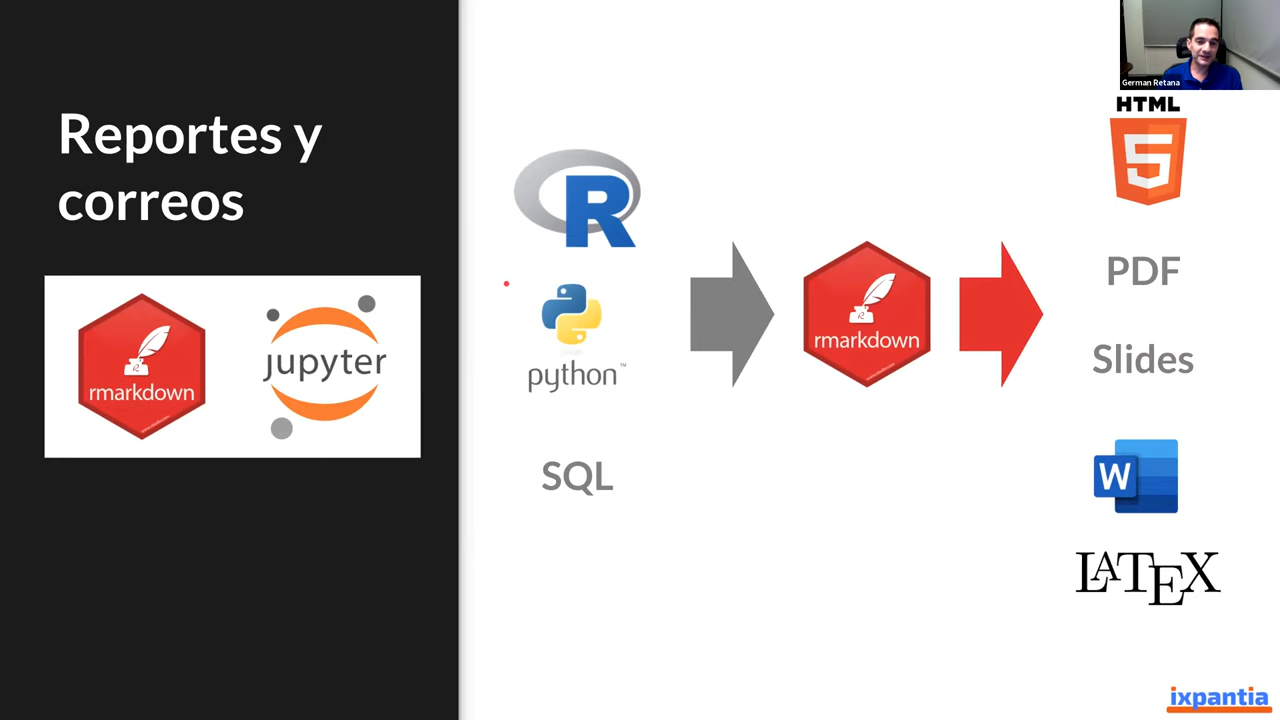 Reportes y
correos
rmarkdown
jupyter
R
python™
SQL
rmarkdown
German Retana
HTML
5
PDF
Slides
W
LATEX
ixpantia